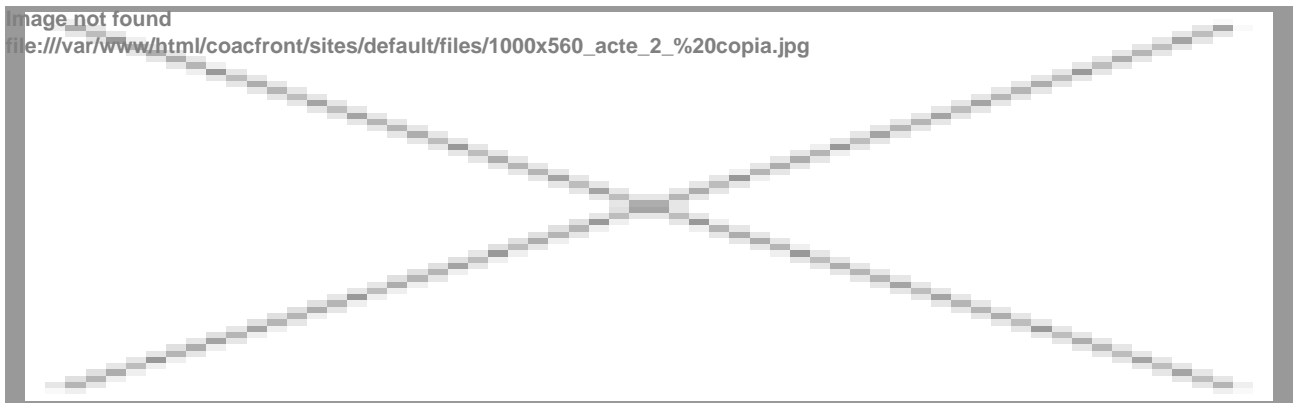 Image not found
file:///var/www/html/coacfront/sites/default/files/1000x560_acte_2_%20copia.jpg